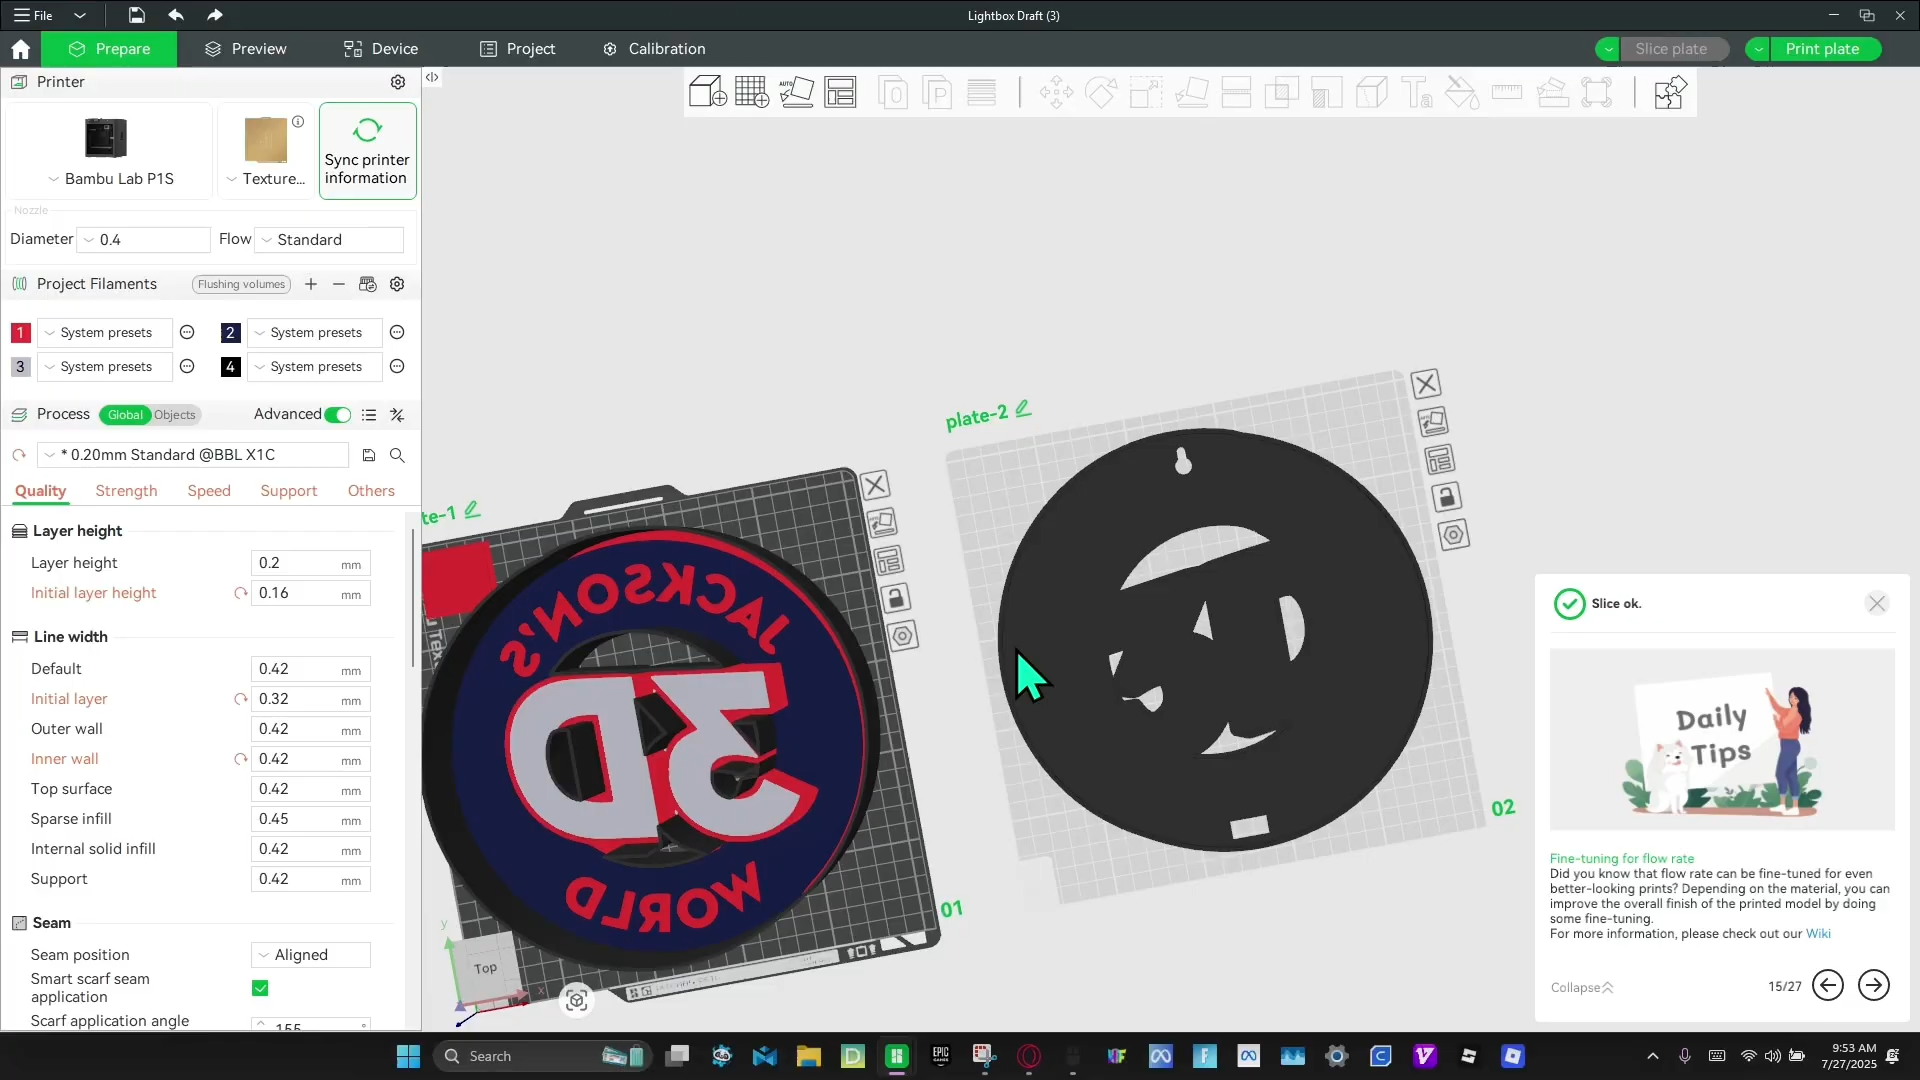 File
Lightbox Draft (3)
Prepare
Preview
Device
Project
Calibration
Slice plate
Print plate
Printer
Bambu Lab P1S
Texture...
Sync printer
information
Nozzle
Diameter
0.4
Flow
Standard
Project Filaments
Flushing volumes
1
System presets
2
System presets
3
System presets
4
System presets
Process
Global
Objects
Advanced
* 0.20mm Standard @BBL X1C
Quality
Strength
Speed
Support
Others
Layer height
Layer height
0.2
mm
Initial layer height
0.16
mm
Line width
Default
0.42
mm
Initial layer
0.32
mm
Outer wall
0.42
mm
Inner wall
0.42
mm
Top surface
0.42
mm
Sparse infill
0.45
mm
Internal solid infill
0.42
mm
Support
0.42
mm
Seam
Seam position
Aligned
Smart scarf seam
application
Scarf application angle
155
AUTO
te-1
JACKSON'S
3D
WORLD
01
Top
y
x
plate-2
02
Slice ok.
Daily
Tips
Fine-tuning for flow rate
Did you know that flow rate can be fine-tuned for even
better-looking prints? Depending on the material, you can
improve the overall finish of the printed model by doing
some fine-tuning.
For more information, please check out our Wiki
Collapse
15/27
Search
EPIC
GAMES
9:53 AM
7/27/2025